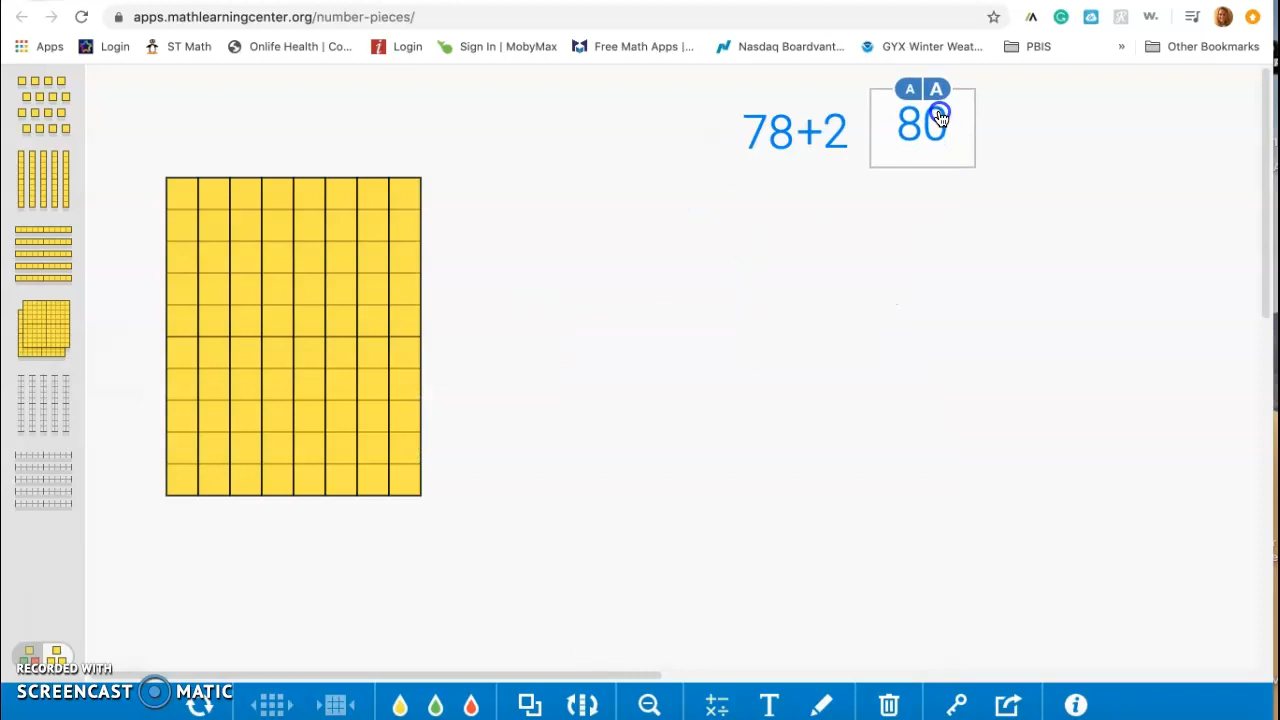 apps.mathlearningcenter.org/number-pieces/
w.
Apps Login ST Math Onlife Health | Co... Login Sign In | MobyMax Free Math Apps |... Nasdaq Boardvant... GYX Winter Weat... PBIS » Other Bookmarks
A A
78+2 80
RECORDED WITH
SCREENCAST MATIC
T